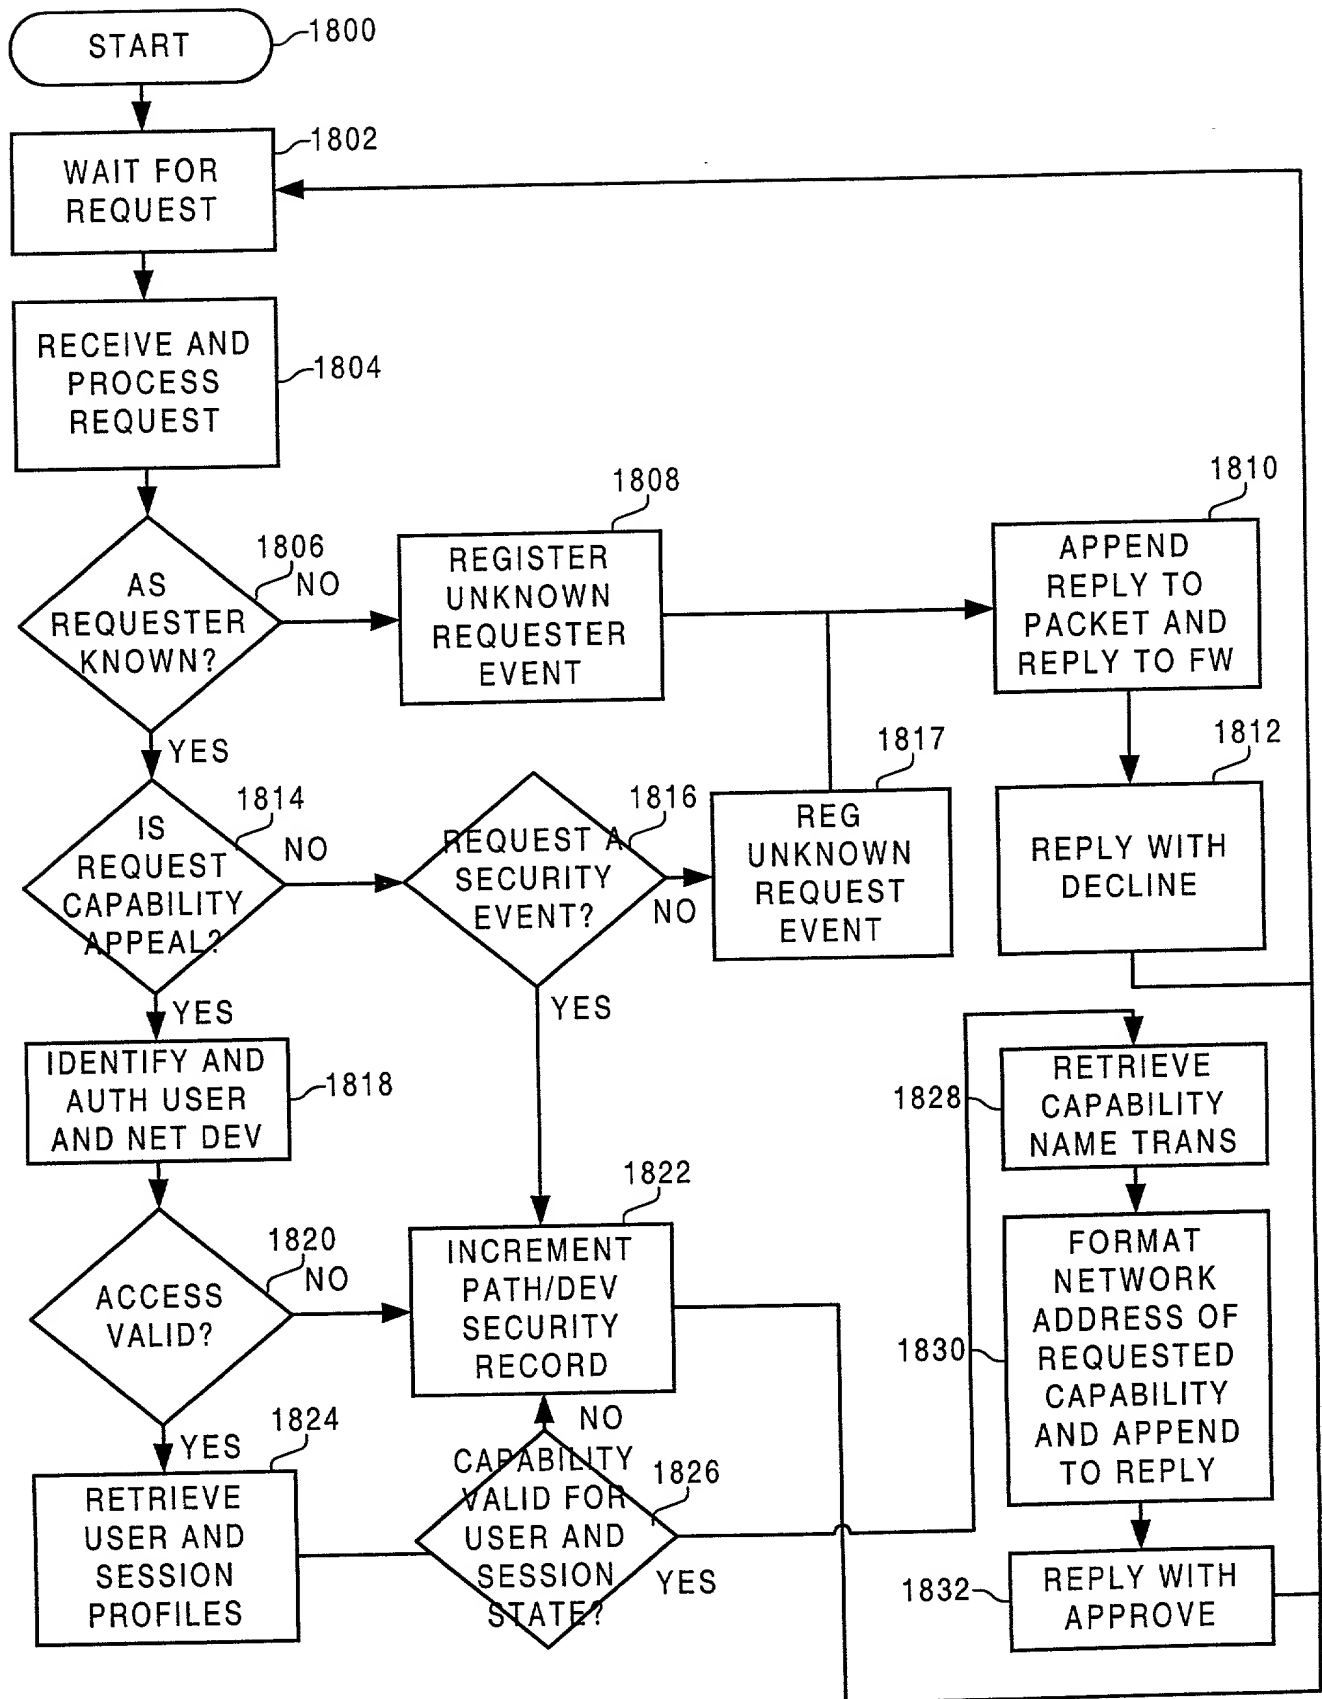 START
1800
1802
WAIT FOR
REQUEST
RECEIVE AND
PROCESS
REQUEST
1804
1806
AS
REQUESTER
KNOWN?
NO
YES
1808
REGISTER
UNKNOWN
REQUESTER
EVENT
1810
APPEND
REPLY TO
PACKET AND
REPLY TO FW
1812
REPLY WITH
DECLINE
1814
IS
REQUEST
CAPABILITY
APPEAL?
NO
YES
1816
REQUEST A
SECURITY
EVENT?
NO
YES
1817
REG
UNKNOWN
REQUEST
EVENT
IDENTIFY AND
AUTH USER
AND NET DEV
1818
1820
ACCESS
VALID?
NO
YES
1822
INCREMENT
PATH/DEV
SECURITY
RECORD
1824
RETRIEVE
USER AND
SESSION
PROFILES
NO
CAPABILITY
VALID FOR
USER AND
SESSION
STATE?
1826
YES
1828
RETRIEVE
CAPABILITY
NAME TRANS
1830
FORMAT
NETWORK
ADDRESS OF
REQUESTED
CAPABILITY
AND APPEND
TO REPLY
1832
REPLY WITH
APPROVE